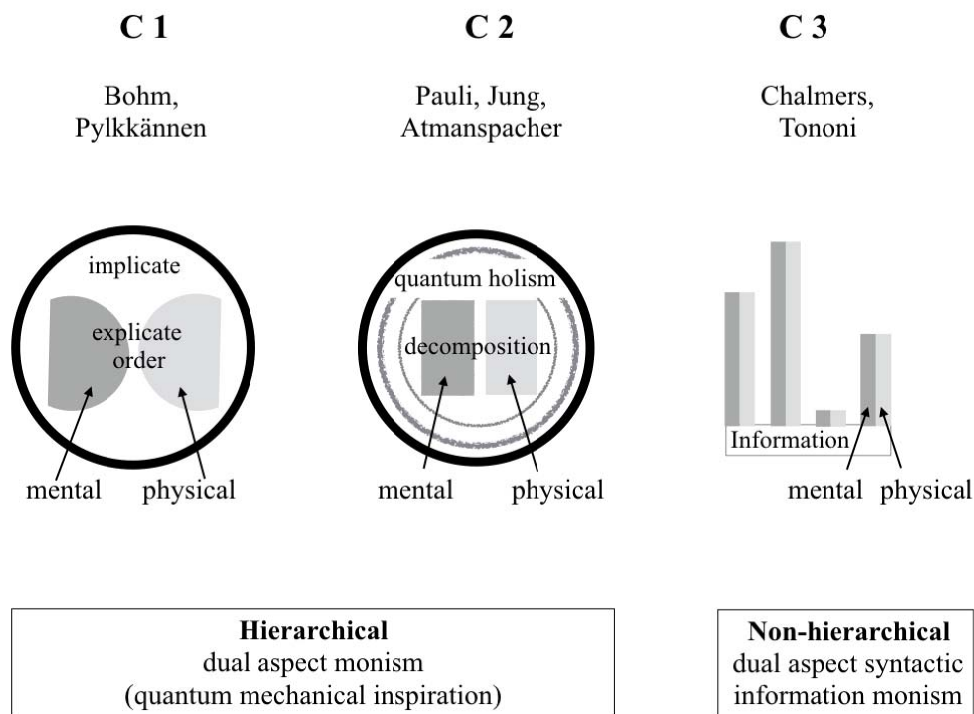 C 1
C 2
C 3
Bohm,
Pylkkännen
Pauli, Jung,
Atmanspacher
Chalmers,
Tononi
implicate
explicate
order
mental
physical
quantum holism
decomposition
mental
physical
Information
mental
physical
Hierarchical
dual aspect monism
(quantum mechanical inspiration)
Non-hierarchical
dual aspect syntactic
information monism